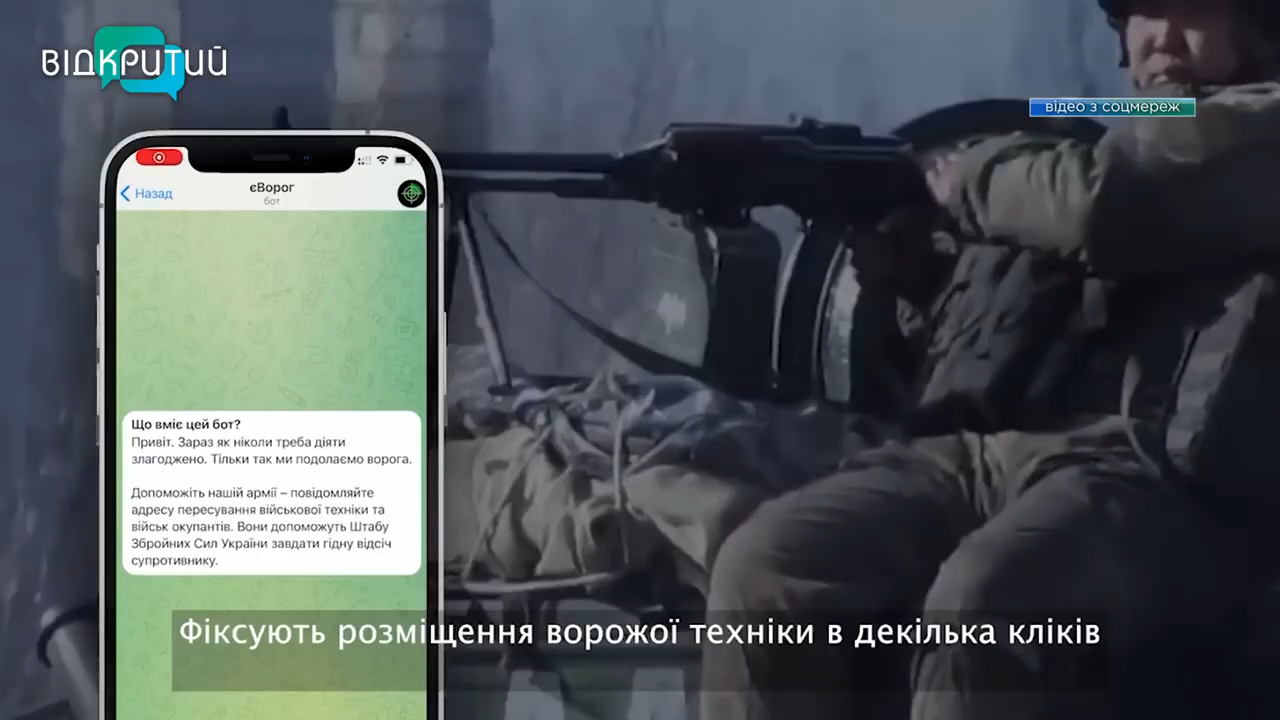 ВІДКРИТИЙ
відео з соцмереж
Назад
єВорог
бот
Що вміє цей бот?
Привіт. Зараз як ніколи треба діяти
злагоджено. Тільки так ми подолаємо ворога.
Допоможіть нашій армії – повідомляйте
адресу пересування військової техніки та
військ окупантів. Вони допоможуть Штабу
Збройних Сил України завдати гідну відсіч
супротивнику.
Фіксують розміщення ворожої техніки в декілька кліків